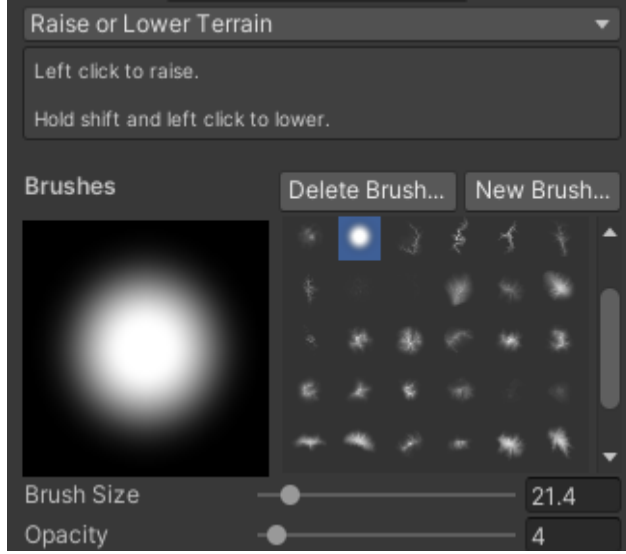 Raise or Lower Terrain
Left click to raise.
Hold shift and left click to lower.
Brushes
Delete Brush...
New Brush...
Brush Size
21.4
Opacity
4